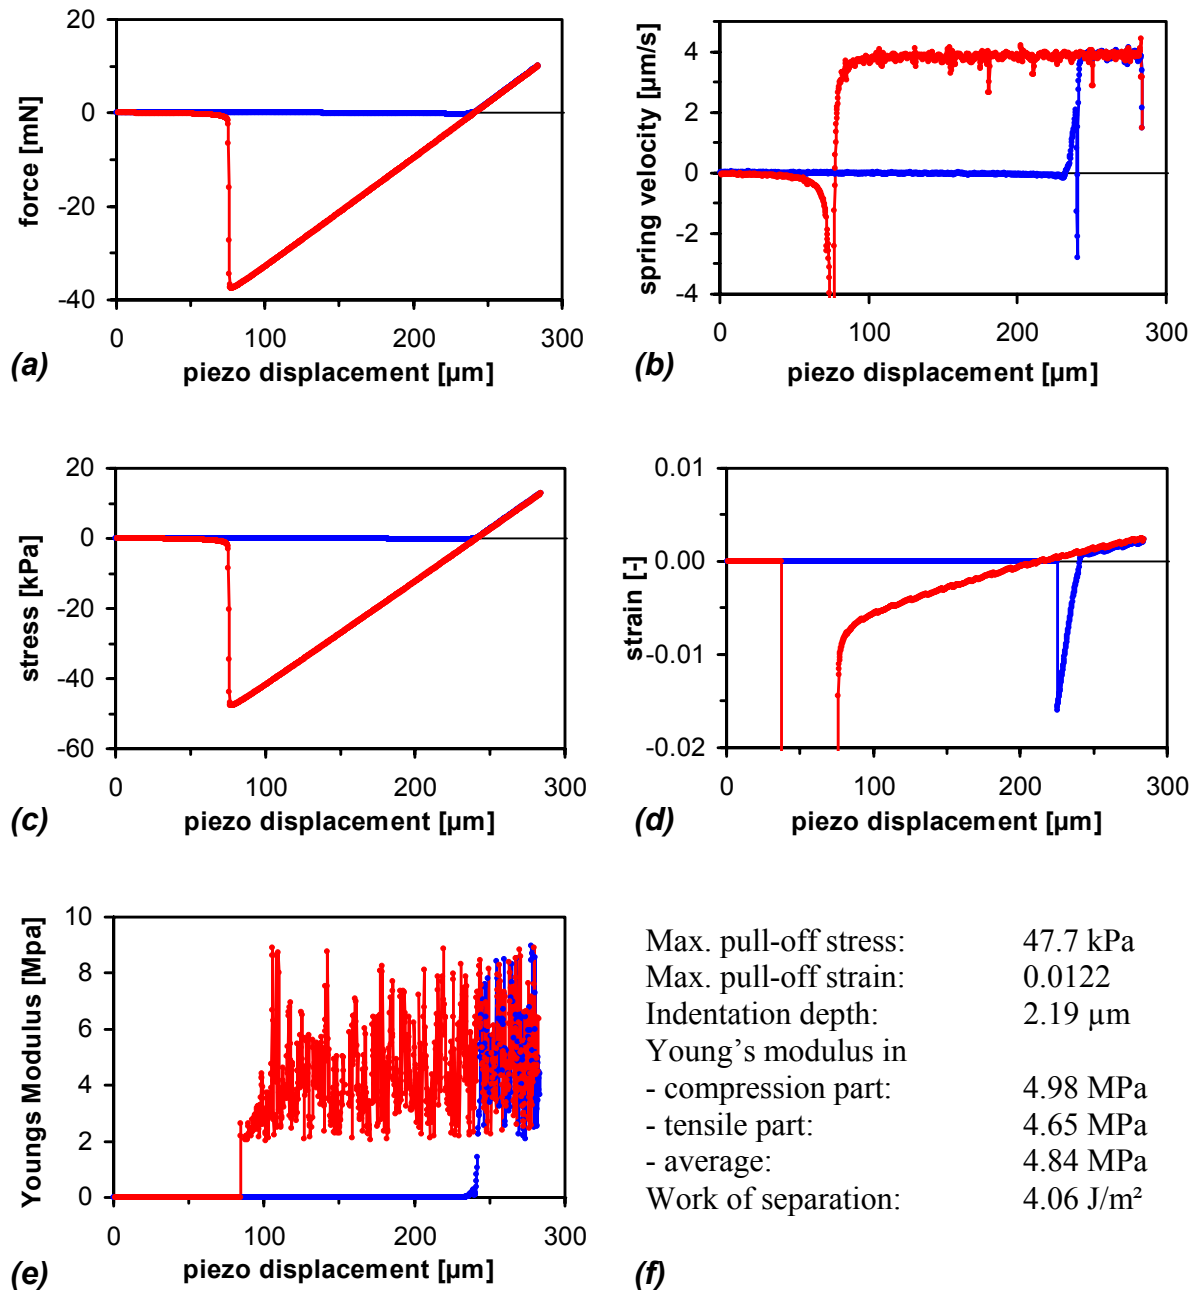 20
0
-20
-40
force [mN]
0 100 200 300
piezo displacement [µm]
(a)
4
2
0
-2
-4
spring velocity [µm/s]
0 100 200 300
piezo displacement [µm]
(b)
20
0
-20
-40
-60
stress [kPa]
0 100 200 300
piezo displacement [µm]
(c)
0.01
0.00
-0.01
-0.02
strain [-]
0 100 200 300
piezo displacement [µm]
(d)
10
8
6
4
2
0
Youngs Modulus [Mpa]
0 100 200 300
piezo displacement [µm]
(e)
Max. pull-off stress: 47.7 kPa
Max. pull-off strain: 0.0122
Indentation depth: 2.19 µm
Young’s modulus in
- compression part: 4.98 MPa
- tensile part: 4.65 MPa
- average: 4.84 MPa
Work of separation: 4.06 J/m²
(f)